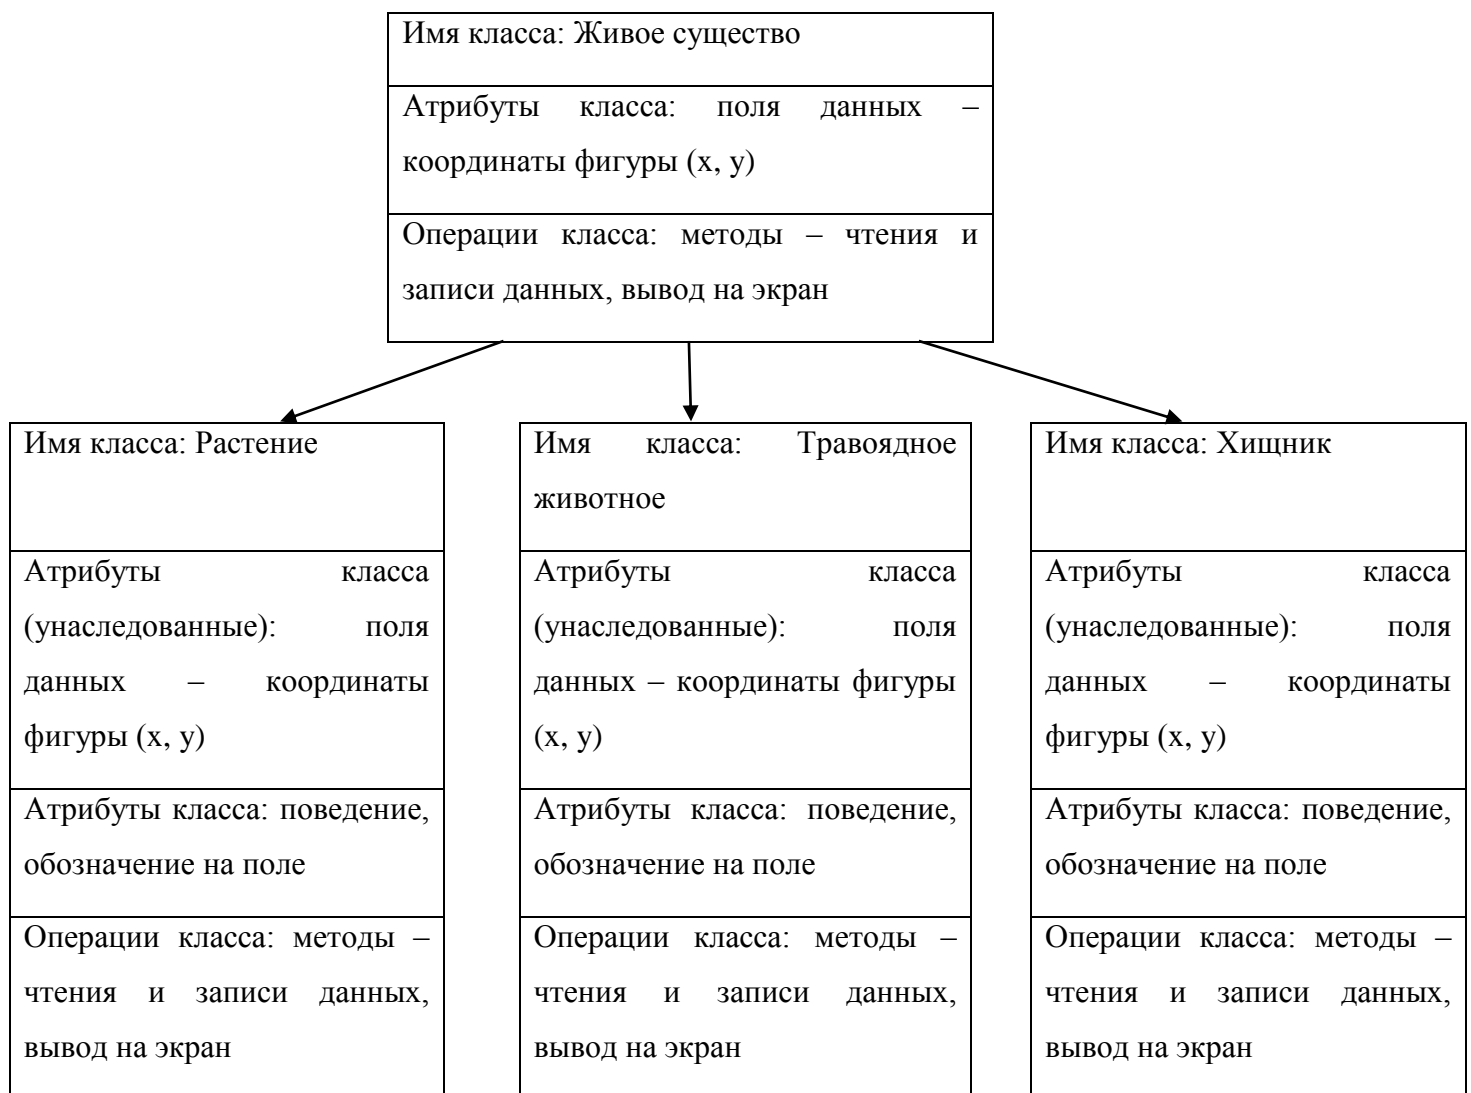 Имя класса: Живое существо
Атрибуты класса: поля данных –
координаты фигуры (x, y)
Операции класса: методы – чтения и
записи данных, вывод на экран
Имя класса: Растение
Атрибуты класса
(унаследованные): поля
данных – координаты
фигуры (x, y)
Атрибуты класса: поведение,
обозначение на поле
Операции класса: методы –
чтения и записи данных,
вывод на экран
Имя класса: Травоядное
животное
Атрибуты класса
(унаследованные): поля
данных – координаты фигуры
(x, y)
Атрибуты класса: поведение,
обозначение на поле
Операции класса: методы –
чтения и записи данных,
вывод на экран
Имя класса: Хищник
Атрибуты класса
(унаследованные): поля
данных – координаты
фигуры (x, y)
Атрибуты класса: поведение,
обозначение на поле
Операции класса: методы –
чтения и записи данных,
вывод на экран